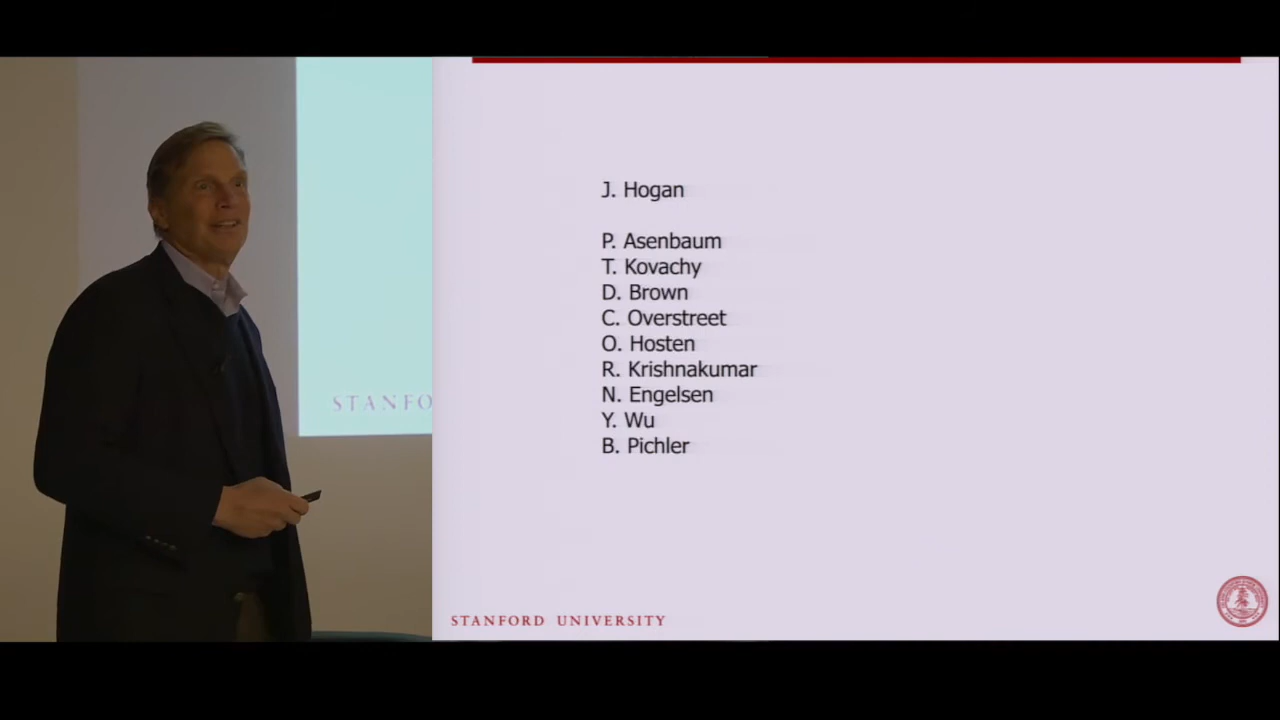 STANFO
J. Hogan
P. Asenbaum
T. Kovachy
D. Brown
C. Overstreet
O. Hosten
R. Krishnakumar
N. Engelsen
Y. Wu
B. Pichler
STANFORD UNIVERSITY